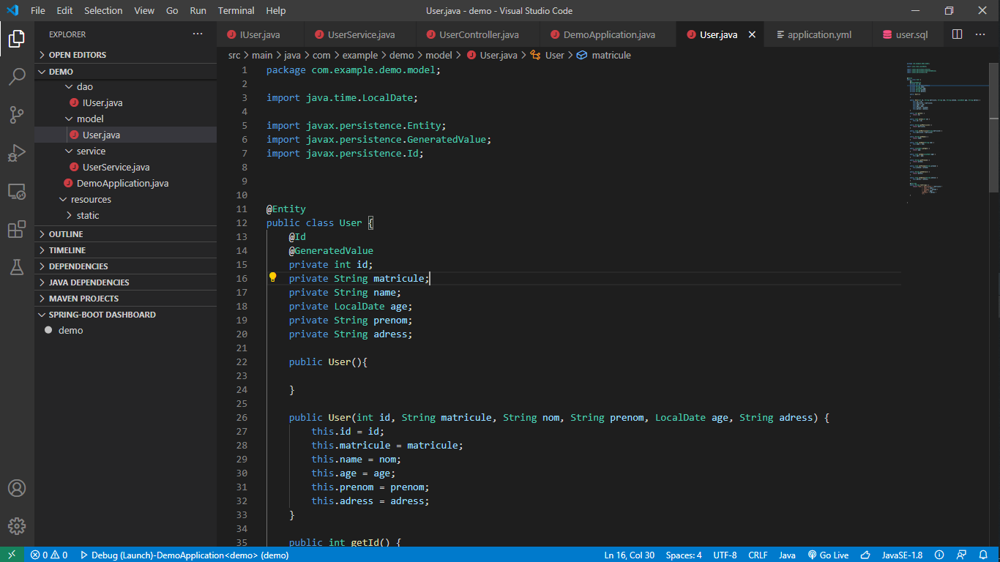 File Edit Selection View Go Run Terminal Help User.java - demo - Visual Studio Code
EXPLORER
OPEN EDITORS
DEMO
dao
IUser.java
model
User.java
service
UserService.java
DemoApplication.java
resources
static
OUTLINE
TIMELINE
DEPENDENCIES
JAVA DEPENDENCIES
MAVEN PROJECTS
SPRING-BOOT DASHBOARD
demo
IUser.java UserService.java UserController.java DemoApplication.java User.java application.yml user.sql
src > main > java > com > example > demo > model > User.java > User > matricule
1 package com.example.demo.model;
2
3 import java.time.LocalDate;
4
5 import javax.persistence.Entity;
6 import javax.persistence.GeneratedValue;
7 import javax.persistence.Id;
8
9
10
11 @Entity
12 public class User {
13 @Id
14 @GeneratedValue
15 private int id;
16 private String matricule;
17 private String name;
18 private LocalDate age;
19 private String prenom;
20 private String adress;
21
22 public User(){
23
24 }
25
26 public User(int id, String matricule, String nom, String prenom, LocalDate age, String adress) {
27 this.id = id;
28 this.matricule = matricule;
29 this.name = nom;
30 this.age = age;
31 this.prenom = prenom;
32 this.adress = adress;
33 }
34
35 public int getId() {
0 0 Debug (Launch)-DemoApplication<demo> (demo) Ln 16, Col 30 Spaces: 4 UTF-8 CRLF Java Go Live JavaSE-1.8